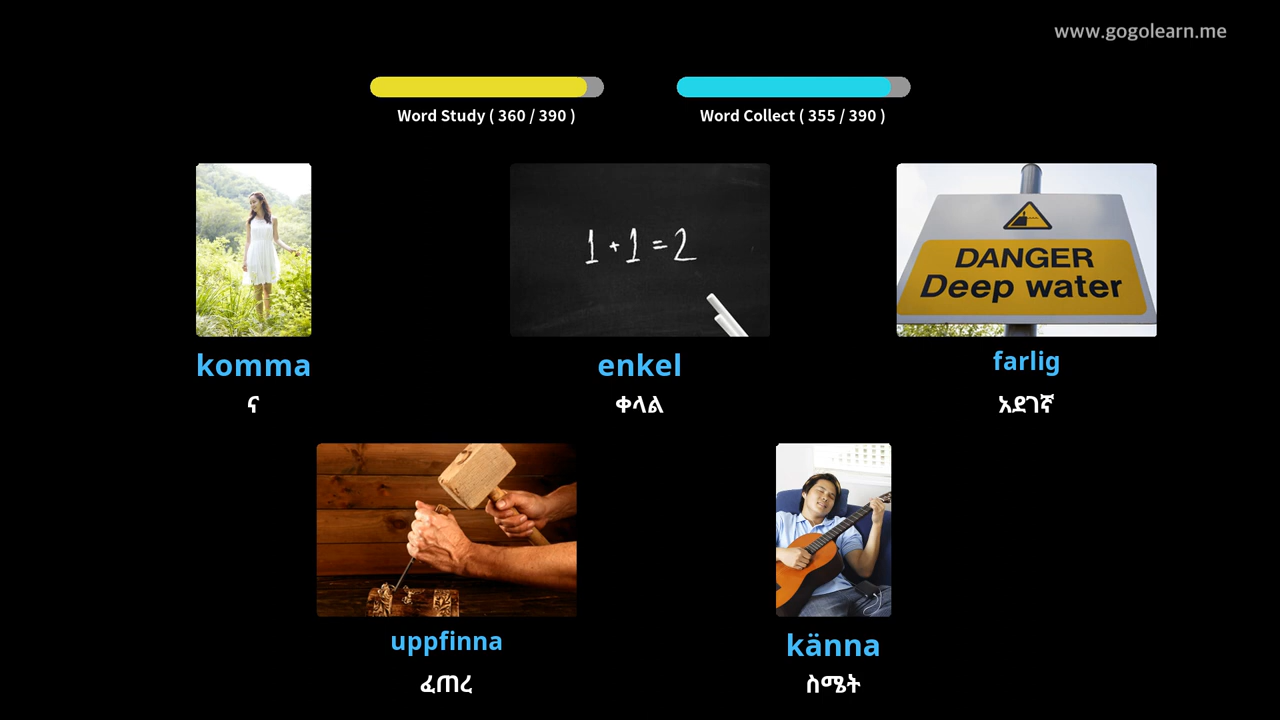 www.gogolearn.me
Word Study ( 360 / 390 )
Word Collect ( 355 / 390 )
1 + 1 = 2
DANGER
Deep water
komma
ና
enkel
ቀላል
farlig
አደገኛ
uppfinna
ፈጠረ
känna
ስሜት